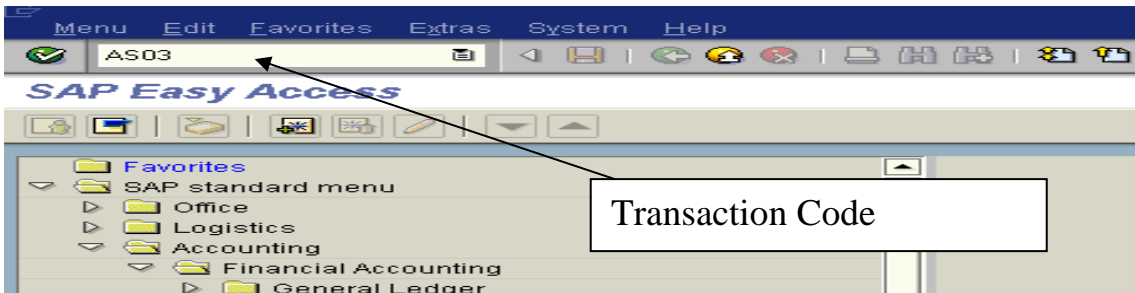 Menu Edit Favorites Extras System Help
AS03
SAP Easy Access
Favorites
SAP standard menu
Office
Logistics
Accounting
Financial Accounting
General Ledger
Transaction Code